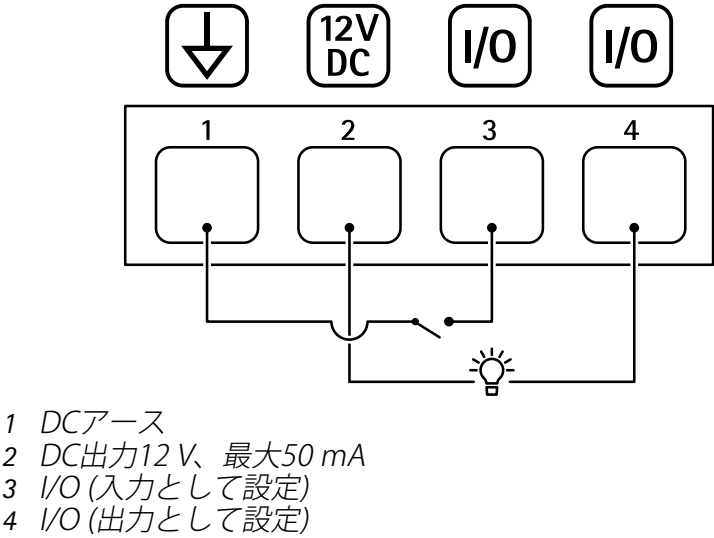 12V
DC
I/O
I/O
1
2
3
4
1 DCアース
2 DC出力12 V、最大50 mA
3 I/O (入力として設定)
4 I/O (出力として設定)